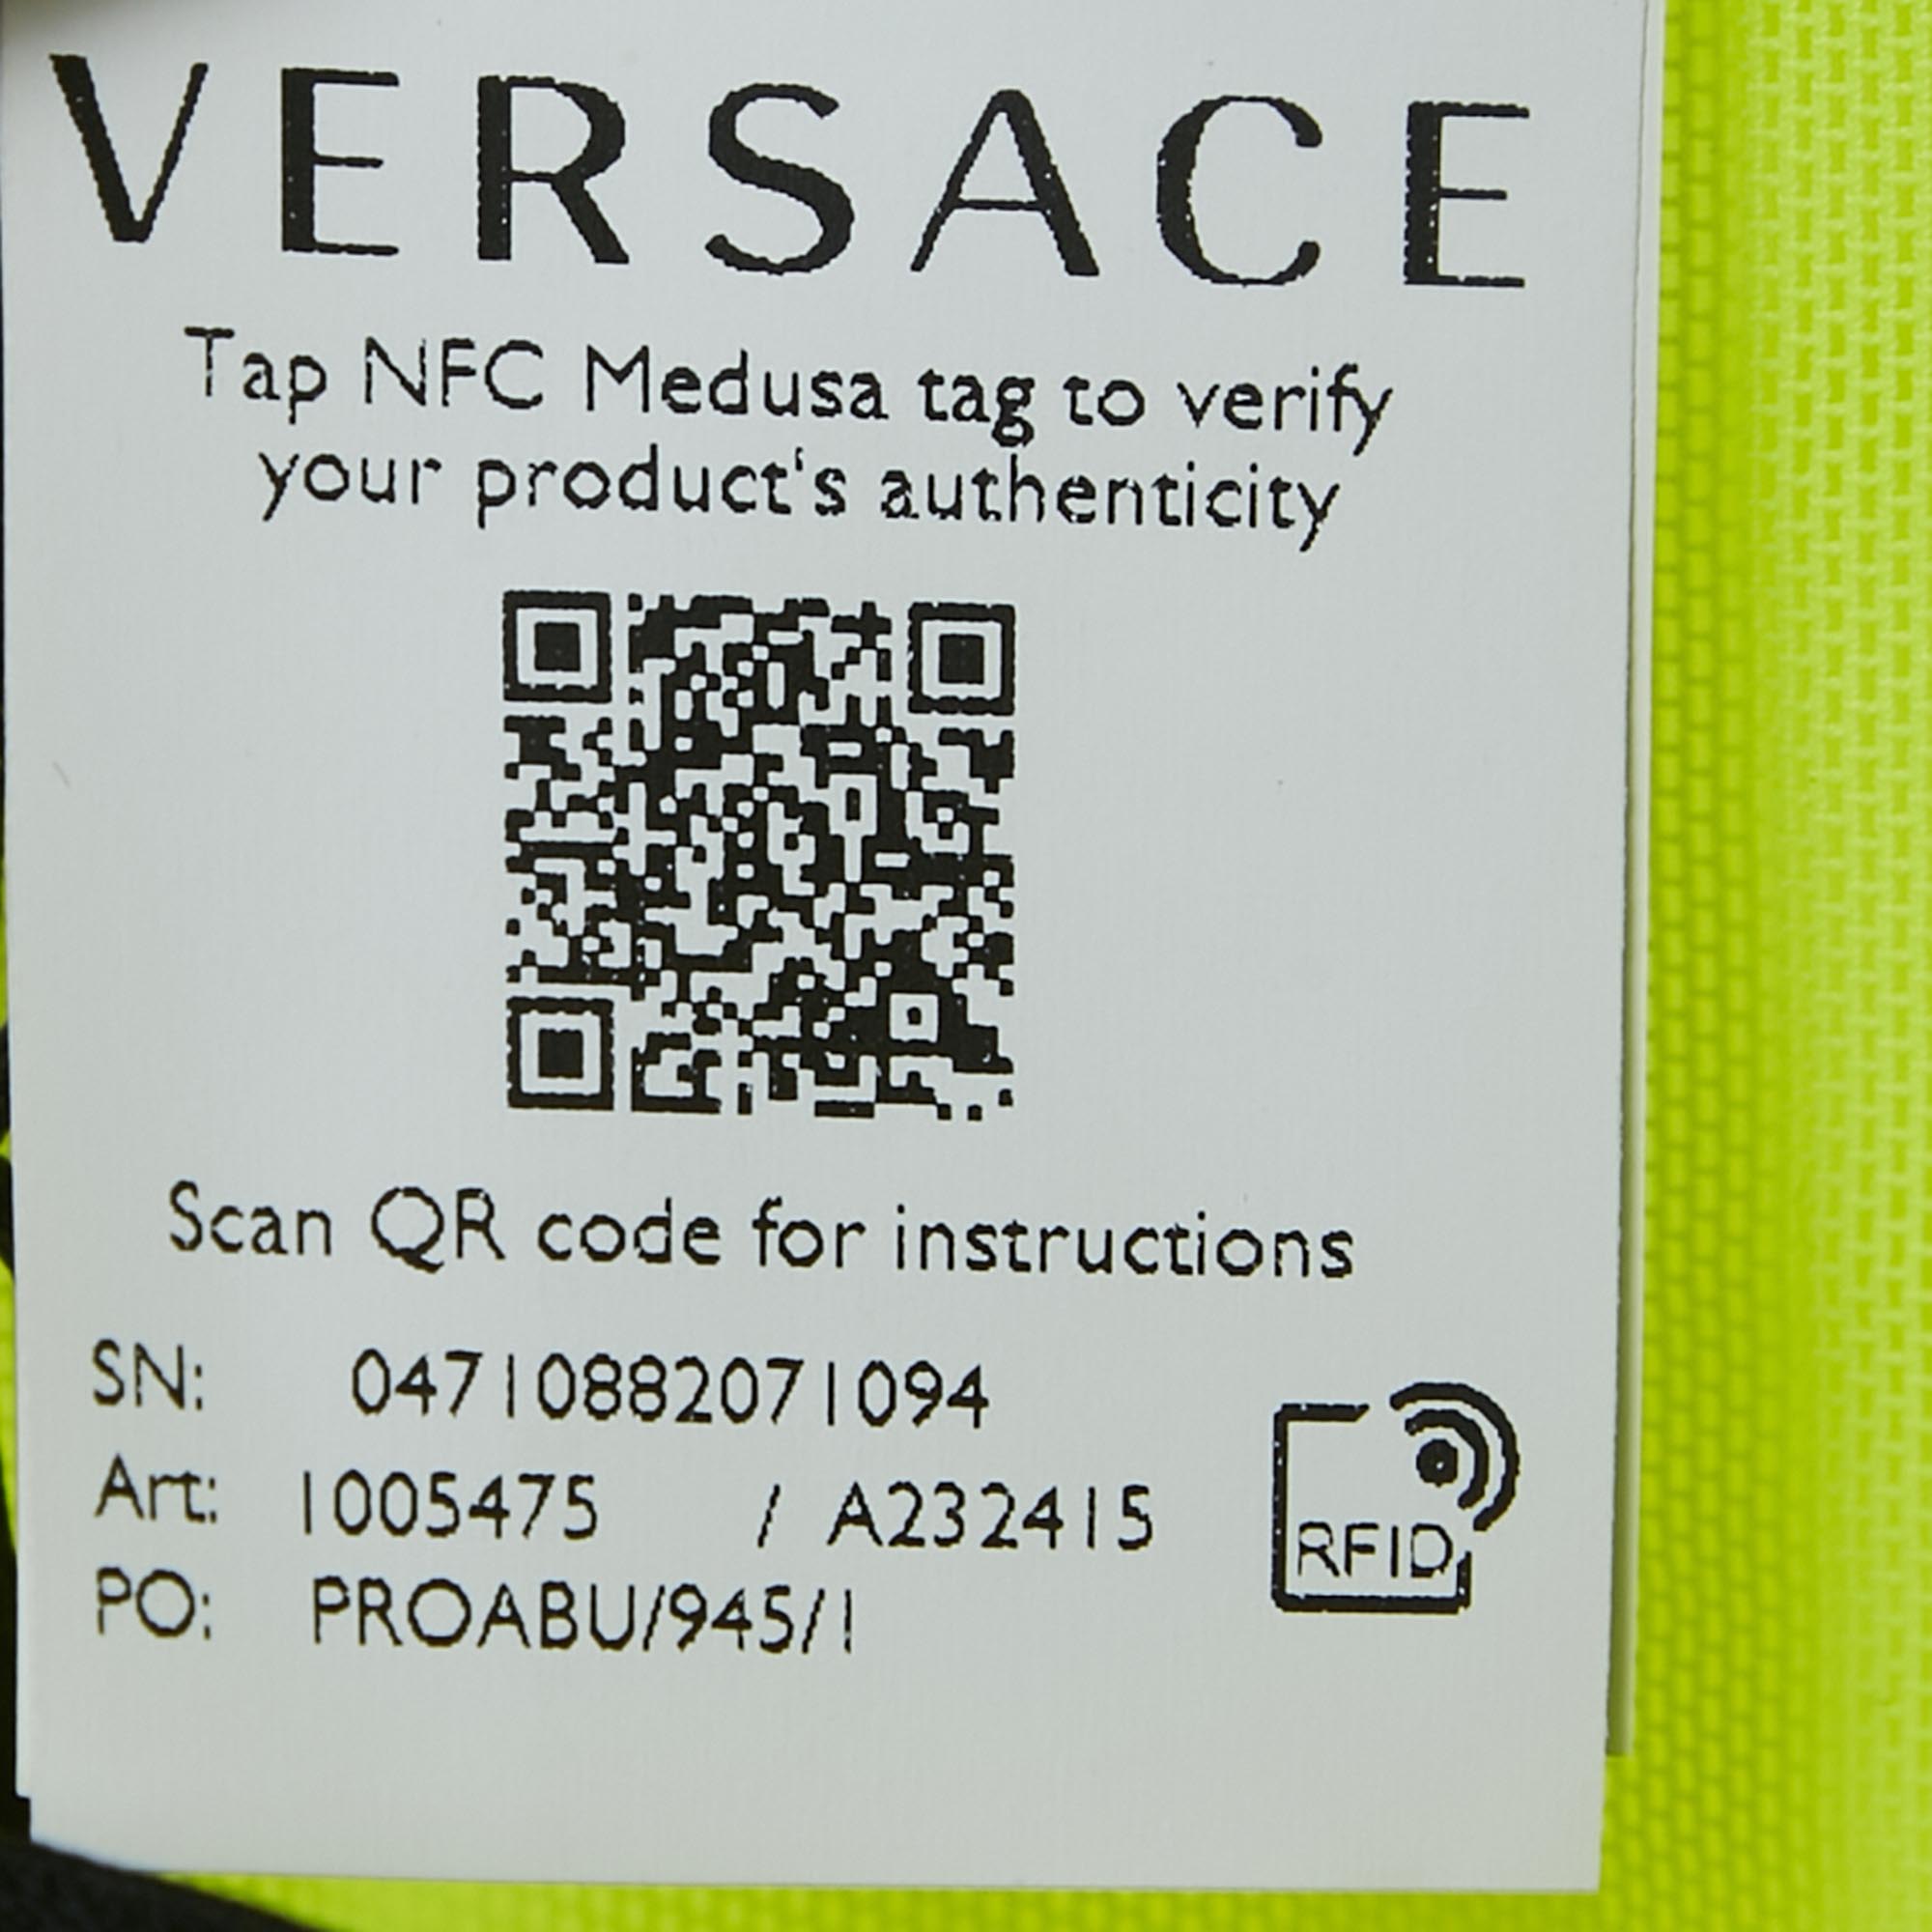 VERSACE
Tap NFC Medusa tag to verify
your product's authenticity
Scan QR code for instructions
SN: 04710882071094
Art: 1005475 / A232415
PO: PROABU/945/1
RFID